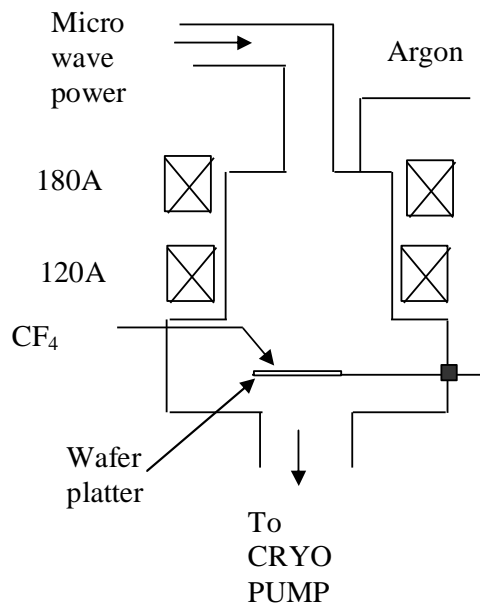 Micro
wave
power
Argon
180A
120A
CF₄
Wafer
platter
To
CRYO
PUMP